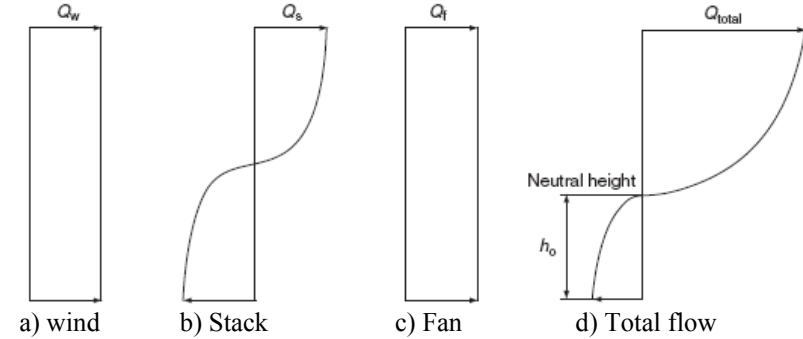 Qw Qs Qf Qtotal
Neutral height
ho
a) wind b) Stack c) Fan d) Total flow